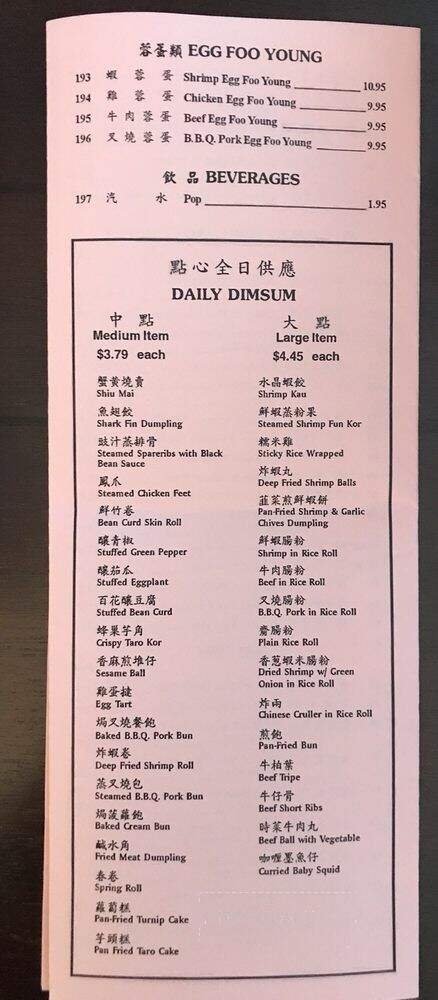 蓉蛋類 EGG FOO YOUNG
193 蝦蓉蛋 Shrimp Egg Foo Young 10.95
194 雞蓉蛋 Chicken Egg Foo Young 9.95
195 牛肉蓉蛋 Beef Egg Foo Young 9.95
196 叉燒蓉蛋 B.B.Q. Pork Egg Foo Young 9.95
飲品 BEVERAGES
197 汽水 Pop 1.95
點心全日供應
DAILY DIMSUM
中點
Medium Item
$3.79 each
蟹黃燒賣
Shiu Mai
魚翅餃
Shark Fin Dumpling
豉汁蒸排骨
Steamed Spareribs with Black
Bean Sauce
鳳爪
Steamed Chicken Feet
鮮竹卷
Bean Curd Skin Roll
釀青椒
Stuffed Green Pepper
釀茄瓜
Stuffed Eggplant
百花釀豆腐
Stuffed Bean Curd
蜂巢芋角
Crispy Taro Kor
香麻煎堆仔
Sesame Ball
雞蛋撻
Egg Tart
焗叉燒餐飽
Baked B.B.Q. Pork Bun
炸蝦卷
Deep Fried Shrimp Roll
蒸叉燒包
Steamed B.B.Q. Pork Bun
焗菠蘿飽
Baked Cream Bun
鹹水角
Fried Meat Dumpling
春卷
Spring Roll
蘿蔔糕
Pan-Fried Turnip Cake
芋頭糕
Pan Fried Taro Cake
大點
Large Item
$4.45 each
水晶蝦餃
Shrimp Kau
鮮蝦蒸粉果
Steamed Shrimp Fun Kor
糯米雞
Sticky Rice Wrapped
炸蝦丸
Deep Fried Shrimp Balls
韮菜煎鮮蝦餅
Pan-Fried Shrimp & Garlic
Chives Dumpling
鮮蝦腸粉
Shrimp in Rice Roll
牛肉腸粉
Beef in Rice Roll
叉燒腸粉
B.B.Q. Pork in Rice Roll
齋腸粉
Plain Rice Roll
香蔥蝦米腸粉
Dried Shrimp w/ Green
Onion in Rice Roll
炸兩
Chinese Cruller in Rice Roll
煎飽
Pan-Fried Bun
牛柏葉
Beef Tripe
牛仔骨
Beef Short Ribs
時菜牛肉丸
Beef Ball with Vegetable
咖喱墨魚仔
Curried Baby Squid